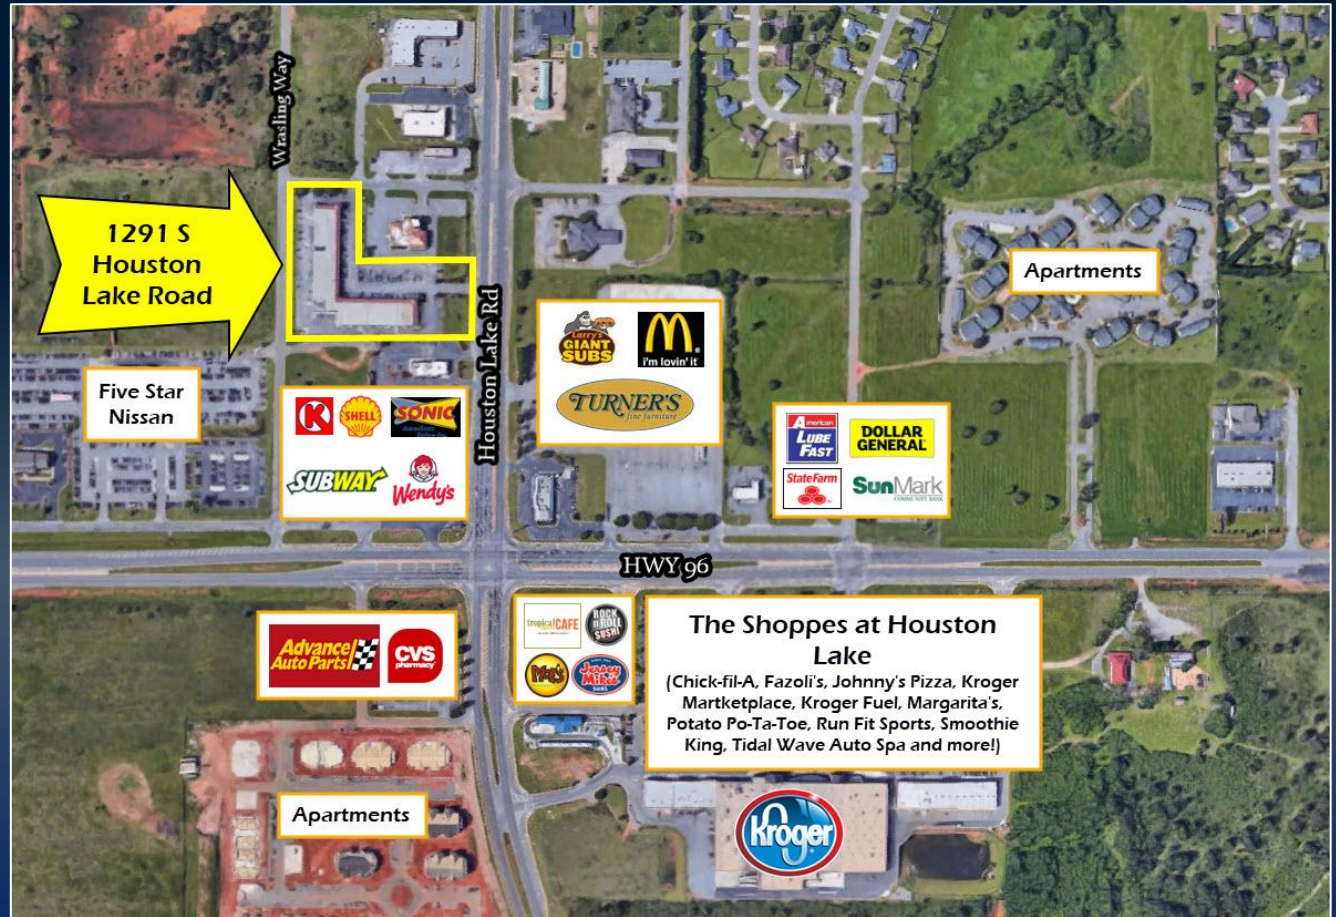 Wrasling Way
1291 S
Houston
Lake Road
Houston Lake Rd
Apartments
Larry's
GIANT
SUBS
M
i'm lovin' it
TURNER'S
fine furniture
Five Star
Nissan
K
SHELL
SONIC
America's Drive-In
SUBWAY
Wendy's
American
LUBE
FAST
DOLLAR
GENERAL
State Farm
SunMark
COMMUNITY BANK
HWY 96
Advance
Auto Parts
CVS
pharmacy
tropical CAFE
ROCK
n ROLL
SUSHI
MOE'S
Jersey
Mike's
SUBS
The Shoppes at Houston
Lake
(Chick-fil-A, Fazoli's, Johnny's Pizza, Kroger
Martketplace, Kroger Fuel, Margarita's,
Potato Po-Ta-Toe, Run Fit Sports, Smoothie
King, Tidal Wave Auto Spa and more!)
Apartments
Kroger